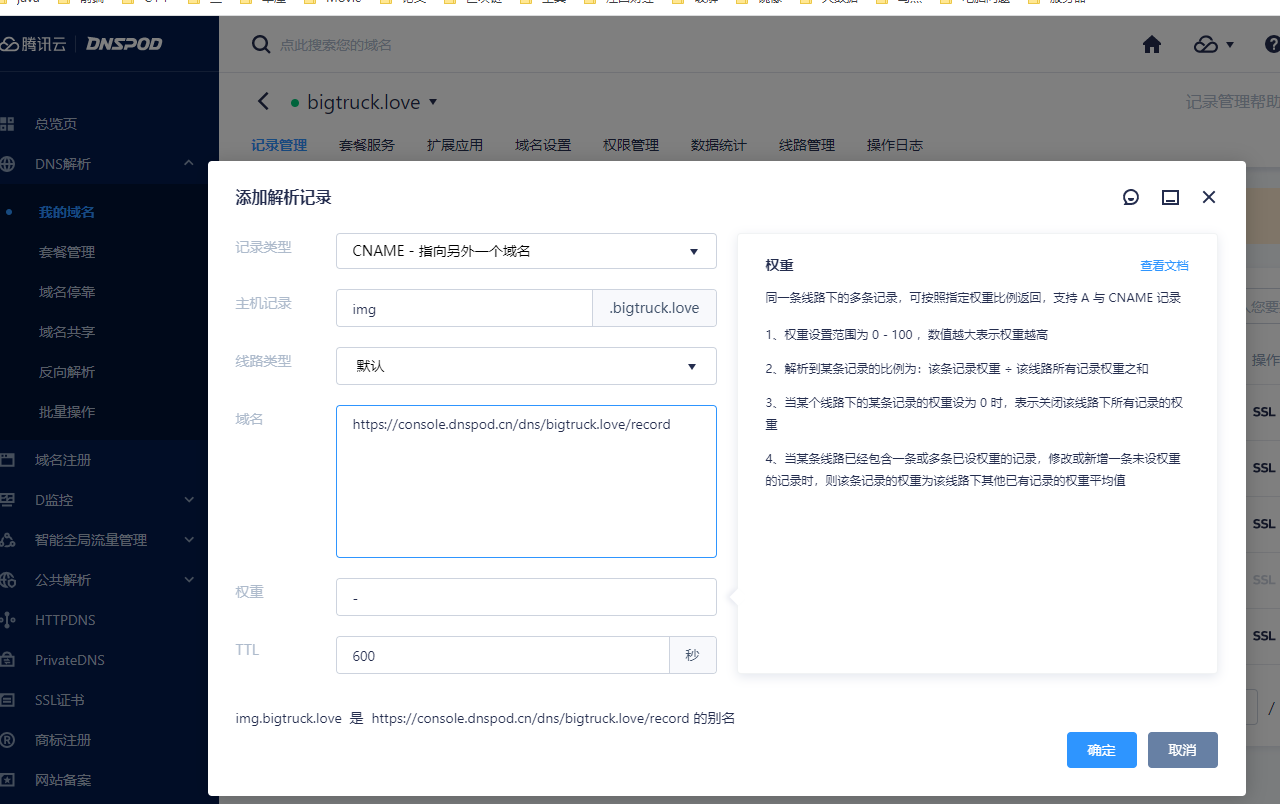 java
Movie
腾讯云 DNSPOD
点此搜索您的域名
bigtruck.love
记录管理帮助
记录管理 套餐服务 扩展应用 域名设置 权限管理 数据统计 线路管理 操作日志
总览页
DNS解析
我的域名
套餐管理
域名停靠
域名共享
反向解析
批量操作
域名注册
D监控
智能全局流量管理
公共解析
HTTPDNS
PrivateDNS
SSL证书
商标注册
网站备案
添加解析记录
记录类型 CNAME - 指向另外一个域名
主机记录 img .bigtruck.love
线路类型 默认
域名 https://console.dnspod.cn/dns/bigtruck.love/record
权重 -
TTL 600 秒
img.bigtruck.love 是 https://console.dnspod.cn/dns/bigtruck.love/record 的别名
权重 查看文档
同一条线路下的多条记录，可按照指定权重比例返回，支持 A 与 CNAME 记录
1、权重设置范围为 0 - 100 ，数值越大表示权重越高
2、解析到某条记录的比例为：该条记录权重 ÷ 该线路所有记录权重之和
3、当某个线路下的某条记录的权重设为 0 时，表示关闭该线路下所有记录的权
重
4、当某条线路已经包含一条或多条已设权重的记录，修改或新增一条未设权重
的记录时，则该条记录的权重为该线路下其他已有记录的权重平均值
确定 取消
操作
SSL
SSL
SSL
SSL
SSL
/